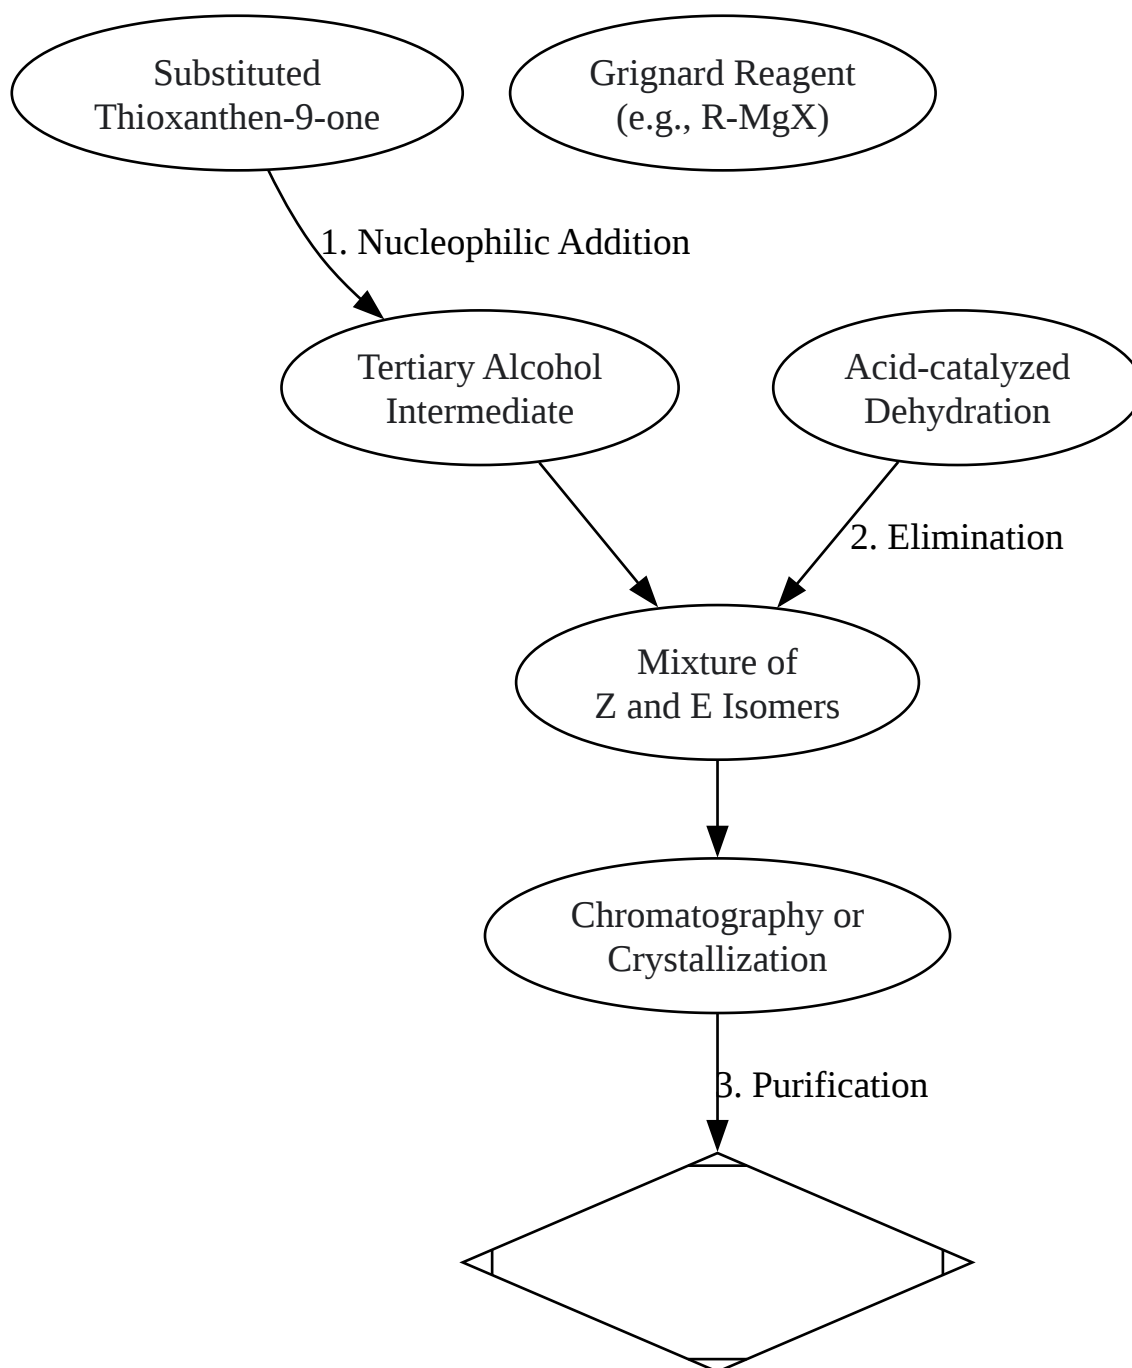 Substituted
Thioxanthen-9-one
Grignard Reagent
(e.g., R-MgX)
1. Nucleophilic Addition
Tertiary Alcohol
Intermediate
Acid-catalyzed
Dehydration
2. Elimination
Mixture of
Z and E Isomers
Chromatography or
Crystallization
3. Purification